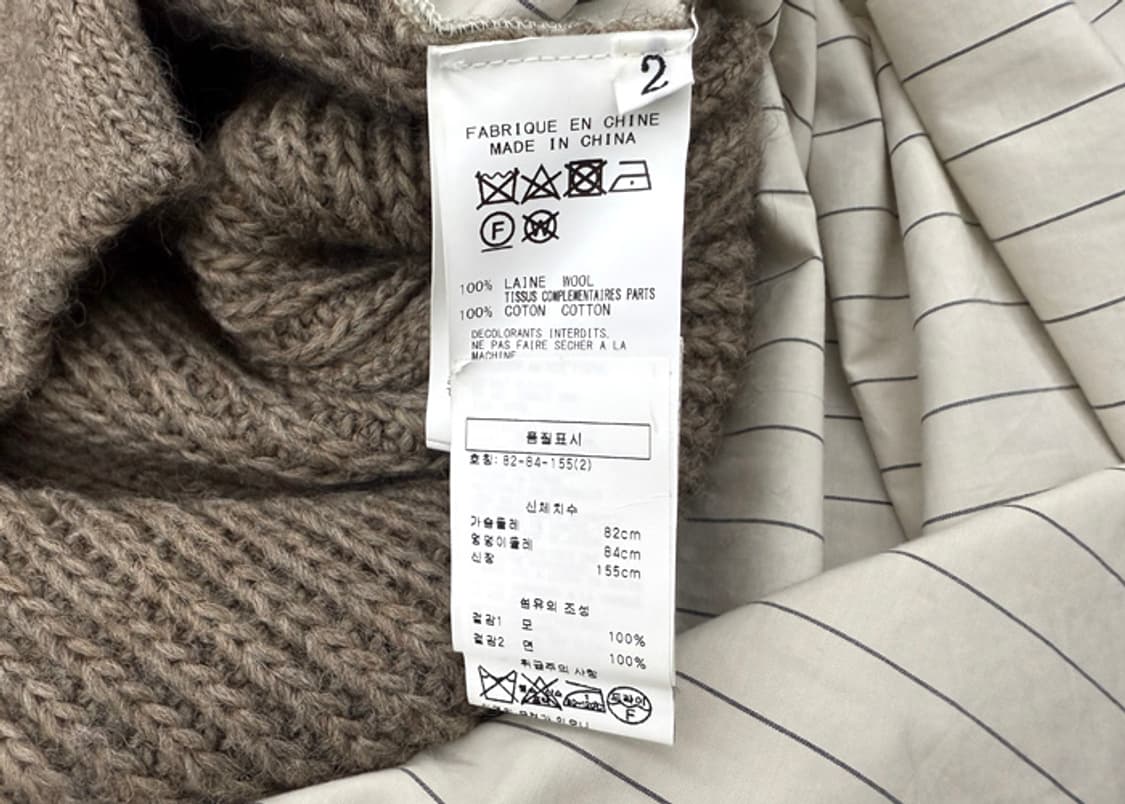 2
FABRIQUE EN CHINE
MADE IN CHINA
F
W
100% LAINE WOOL
TISSUS COMPLEMENTAIRES PARTS
100% COTON COTTON
DECOLORANTS INTERDITS.
NE PAS FAIRE SECHER A LA
MACHINE
품질표시
호칭: 82-84-155(2)
신체치수
가슴둘레 82cm
엉덩이둘레 84cm
신장 155cm
섬유의 조성
겉감1 모 100%
겉감2 면 100%
취급주의 사항
드라이
F